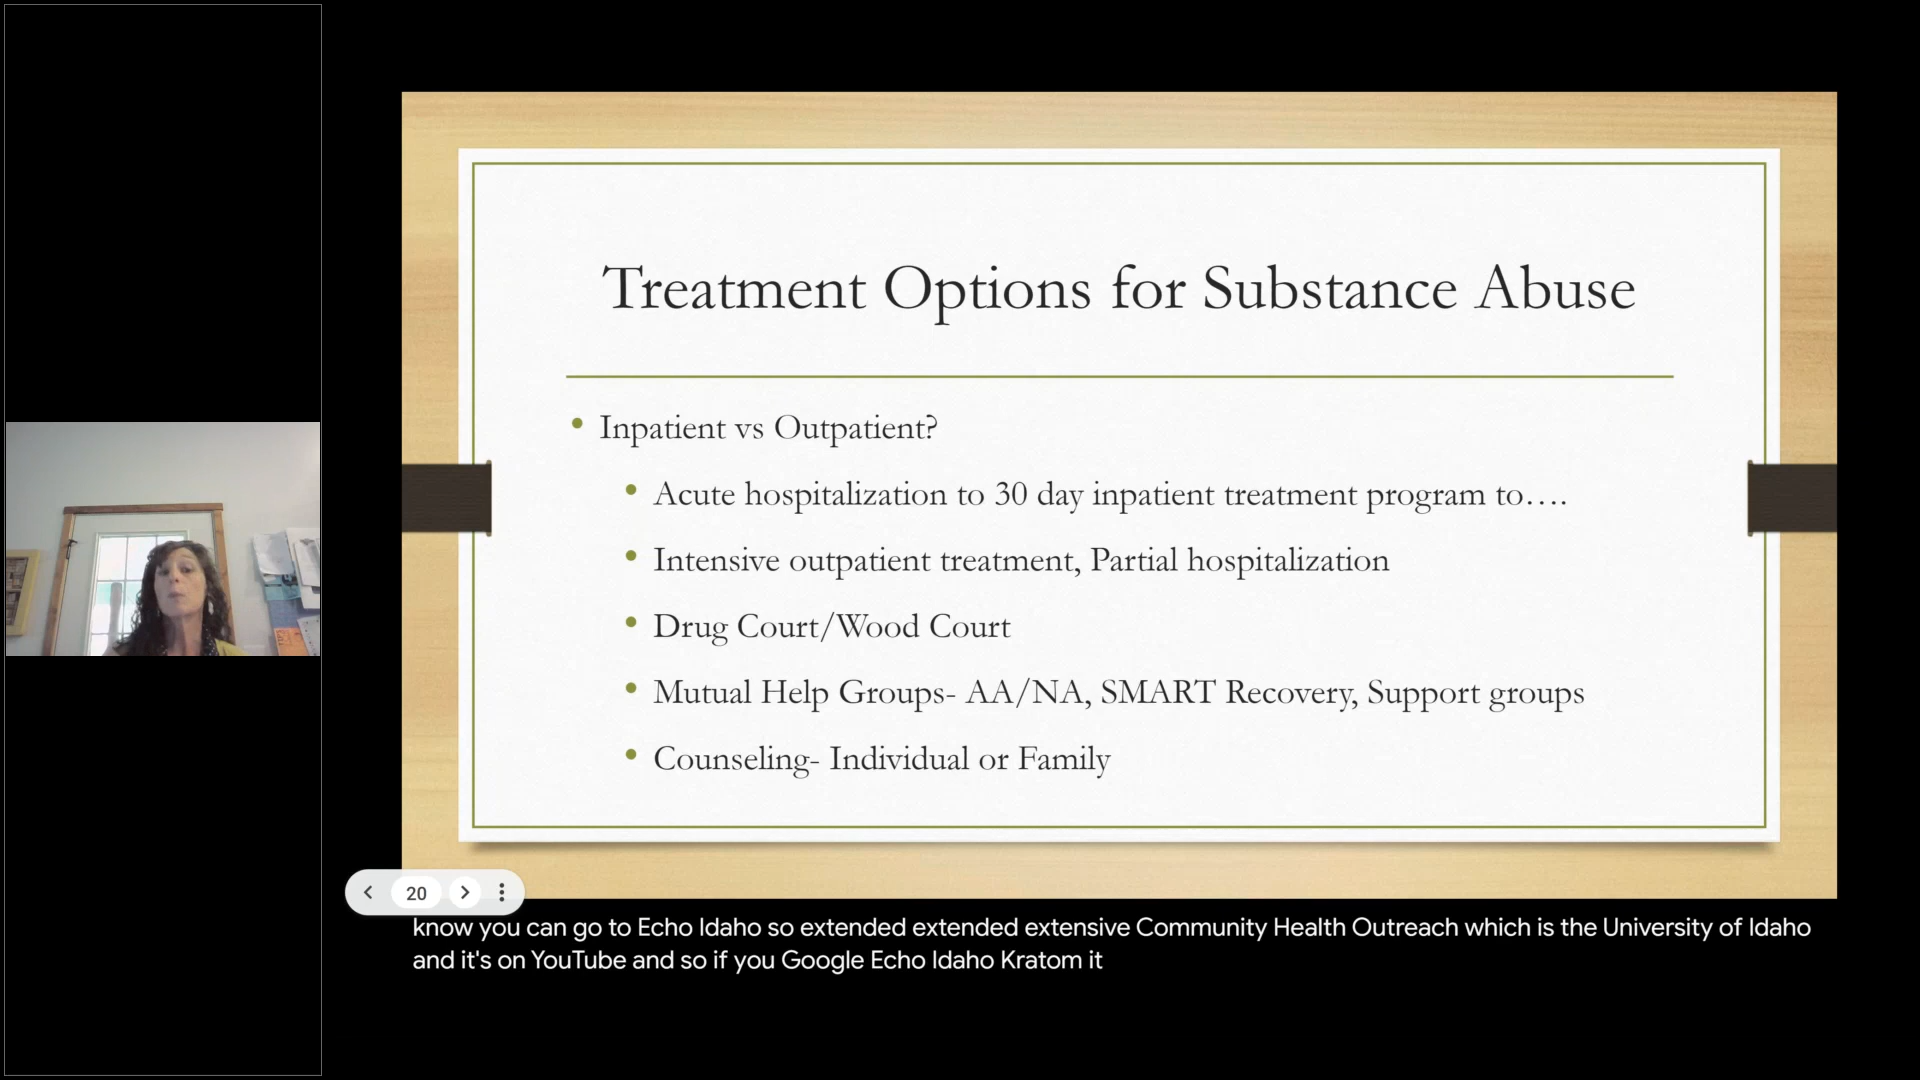 Treatment Options for Substance Abuse
Inpatient vs Outpatient?
Acute hospitalization to 30 day inpatient treatment program to….
Intensive outpatient treatment, Partial hospitalization
Drug Court/Wood Court
Mutual Help Groups- AA/NA, SMART Recovery, Support groups
Counseling- Individual or Family
20
know you can go to Echo Idaho so extended extended extensive Community Health Outreach which is the University of Idaho
and it's on YouTube and so if you Google Echo Idaho Kratom it